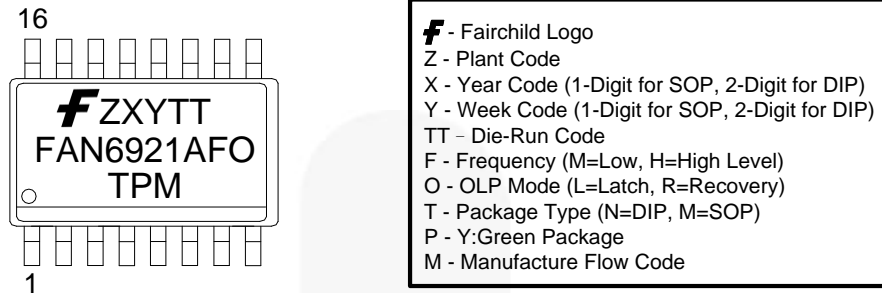 16
ZXYTT
FAN6921AFO
TPM
1
- Fairchild Logo
Z - Plant Code
X - Year Code (1-Digit for SOP, 2-Digit for DIP)
Y - Week Code (1-Digit for SOP, 2-Digit for DIP)
TT – Die-Run Code
F - Frequency (M=Low, H=High Level)
O - OLP Mode (L=Latch, R=Recovery)
T - Package Type (N=DIP, M=SOP)
P - Y:Green Package
M - Manufacture Flow Code